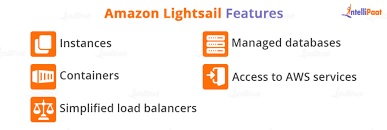 Amazon Lightsail Features
IntelliPaat
Instances
Managed databases
Containers
Access to AWS services
Simplified load balancers